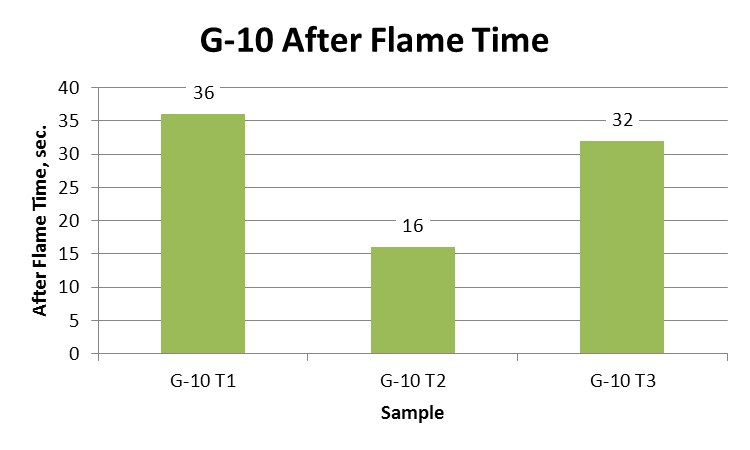 G-10 After Flame Time
After Flame Time, sec.
40
35
30
25
20
15
10
5
0
36
16
32
G-10 T1
G-10 T2
G-10 T3
Sample